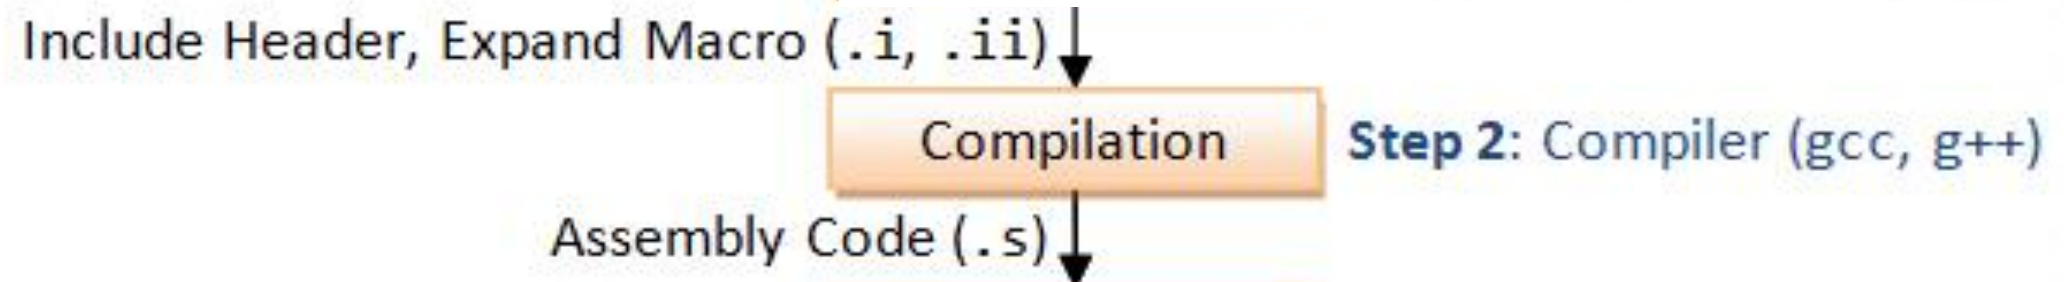 Include Header, Expand Macro (.i, .ii)
Compilation
Step 2: Compiler (gcc, g++)
Assembly Code (.s)